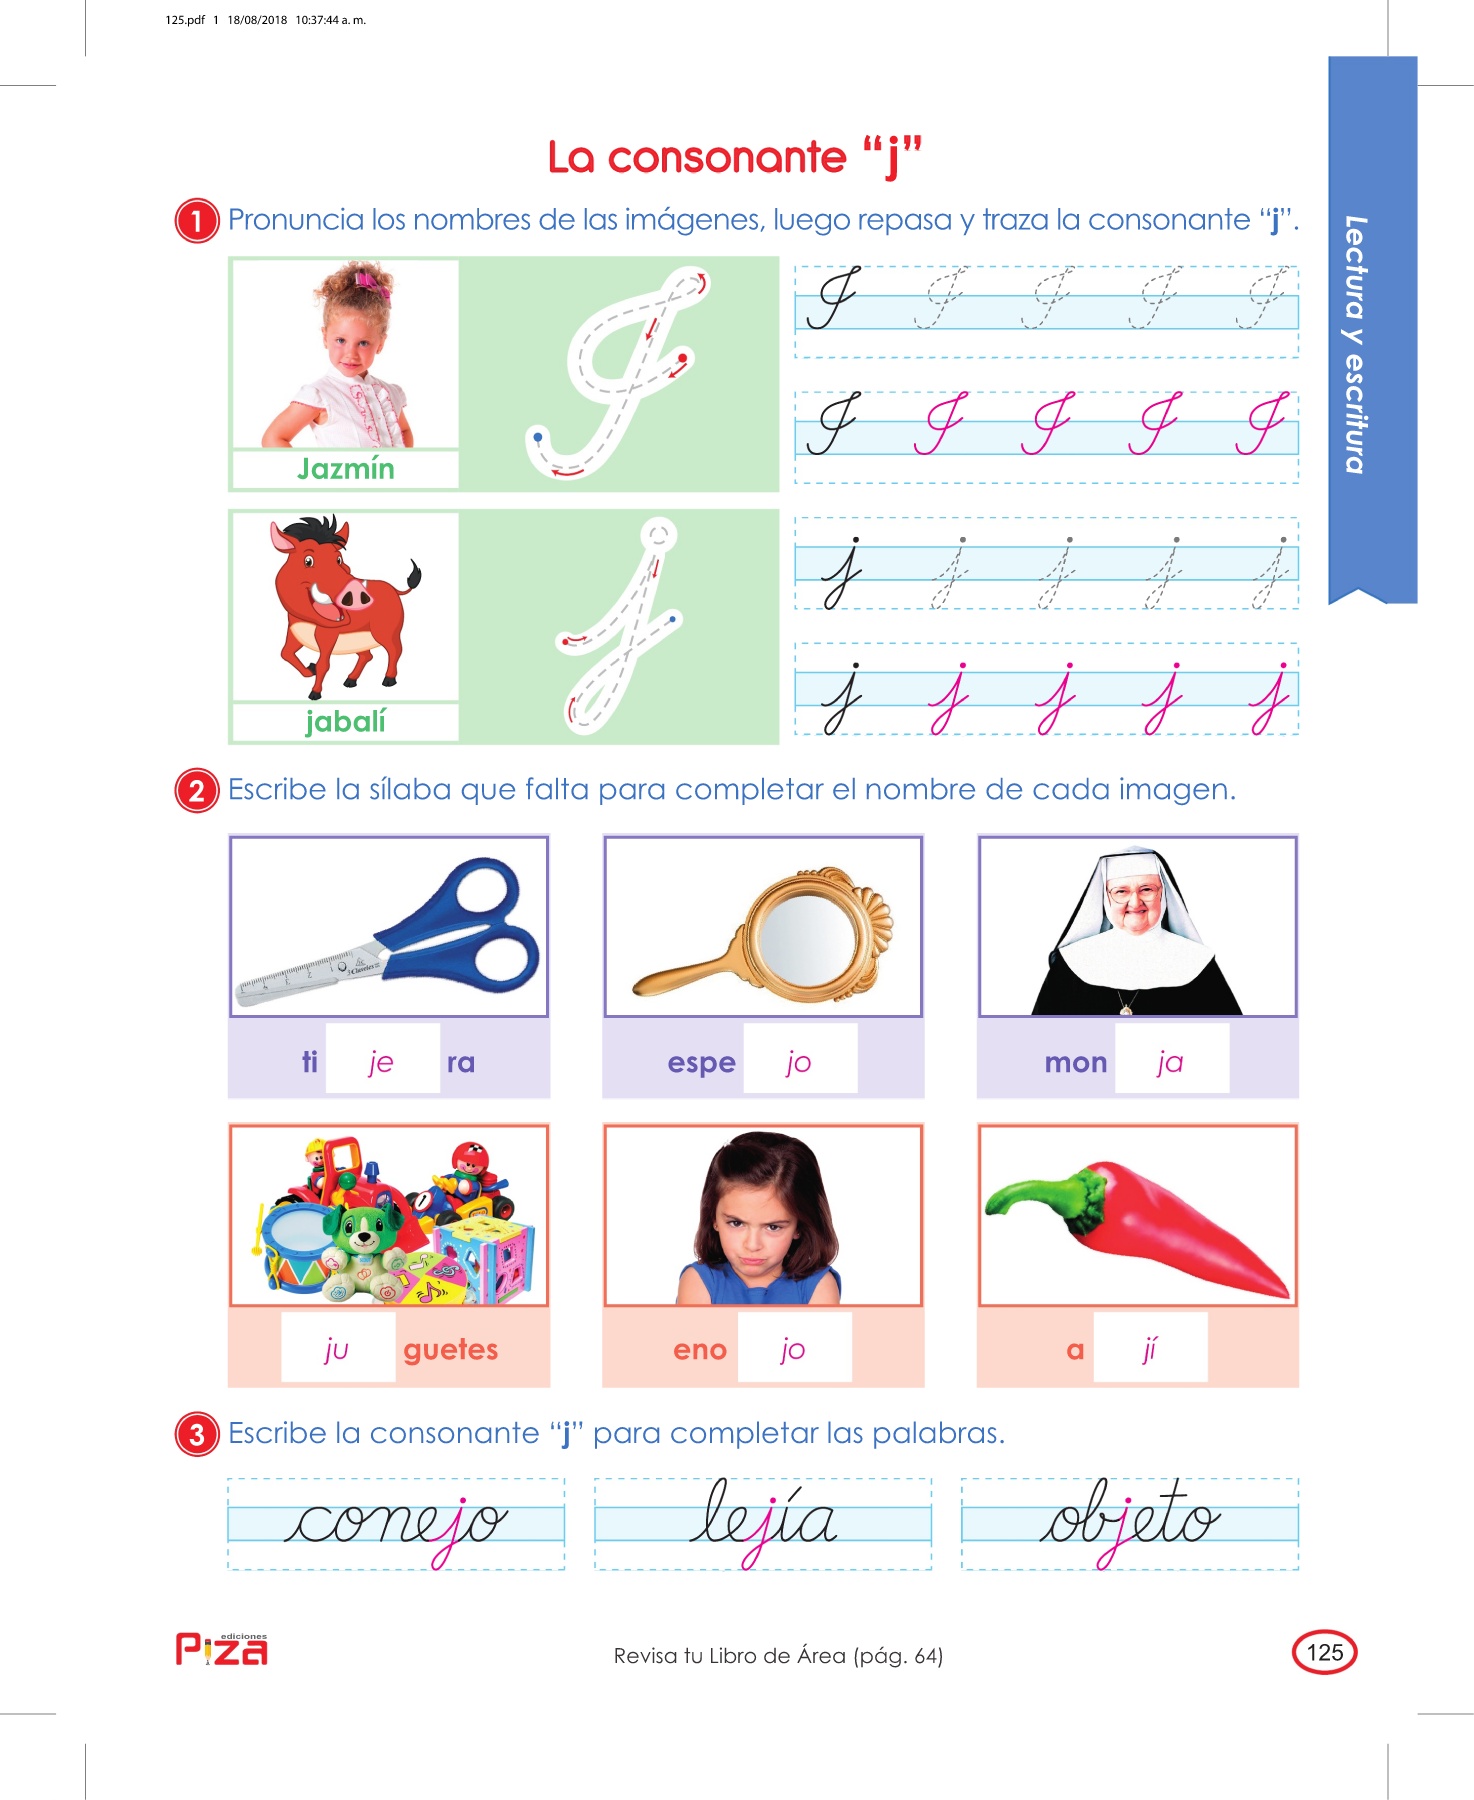 125.pdf 1 18/08/2018 10:37:44 a. m.
La consonante “j”
1 Pronuncia los nombres de las imágenes, luego repasa y traza la consonante “j”.
Lectura y escritura
J
J J J J J
J J J J J
Jazmín
j
j j j j j
j j j j j
jabalí
2 Escribe la sílaba que falta para completar el nombre de cada imagen.
3 Claveles
ti je ra
espe jo
mon ja
1
ju guetes
eno jo
a jí
3 Escribe la consonante “j” para completar las palabras.
conejo
lejía
objeto
ediciones
Piza
Revisa tu Libro de Área (pág. 64)
125